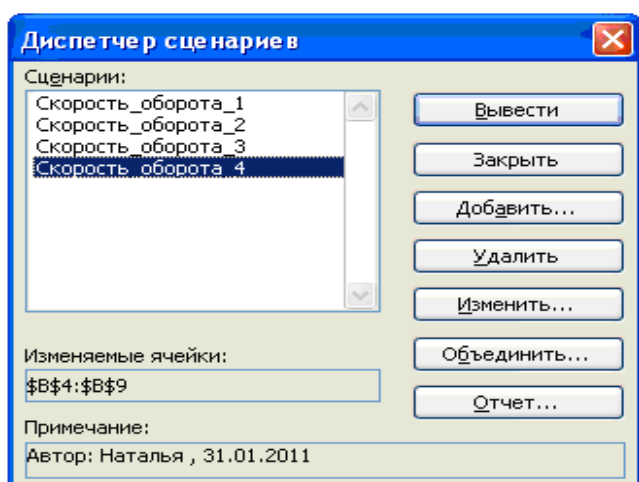 Диспетчер сценариев
Сценарии:
Скорость_оборота_1
Скорость_оборота_2
Скорость_оборота_3
Скорость_оборота_4
Вывести
Закрыть
Добавить...
Удалить
Изменить...
Объединить...
Отчет...
Изменяемые ячейки:
$B$4:$B$9
Примечание:
Автор: Наталья , 31.01.2011